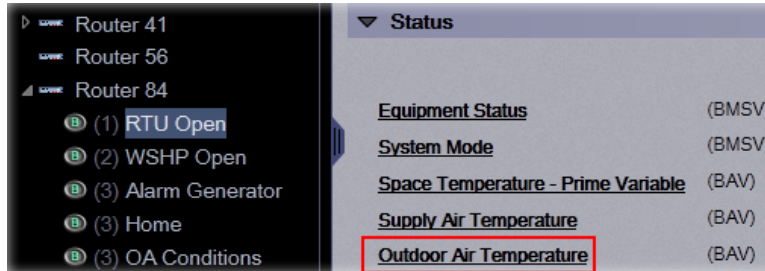 Router 41
Router 56
Router 84
(1) RTU Open
(2) WSHP Open
(3) Alarm Generator
(3) Home
(3) OA Conditions
Status
Equipment Status (BMSV
System Mode (BMSV
Space Temperature - Prime Variable (BAV)
Supply Air Temperature (BAV)
Outdoor Air Temperature (BAV)